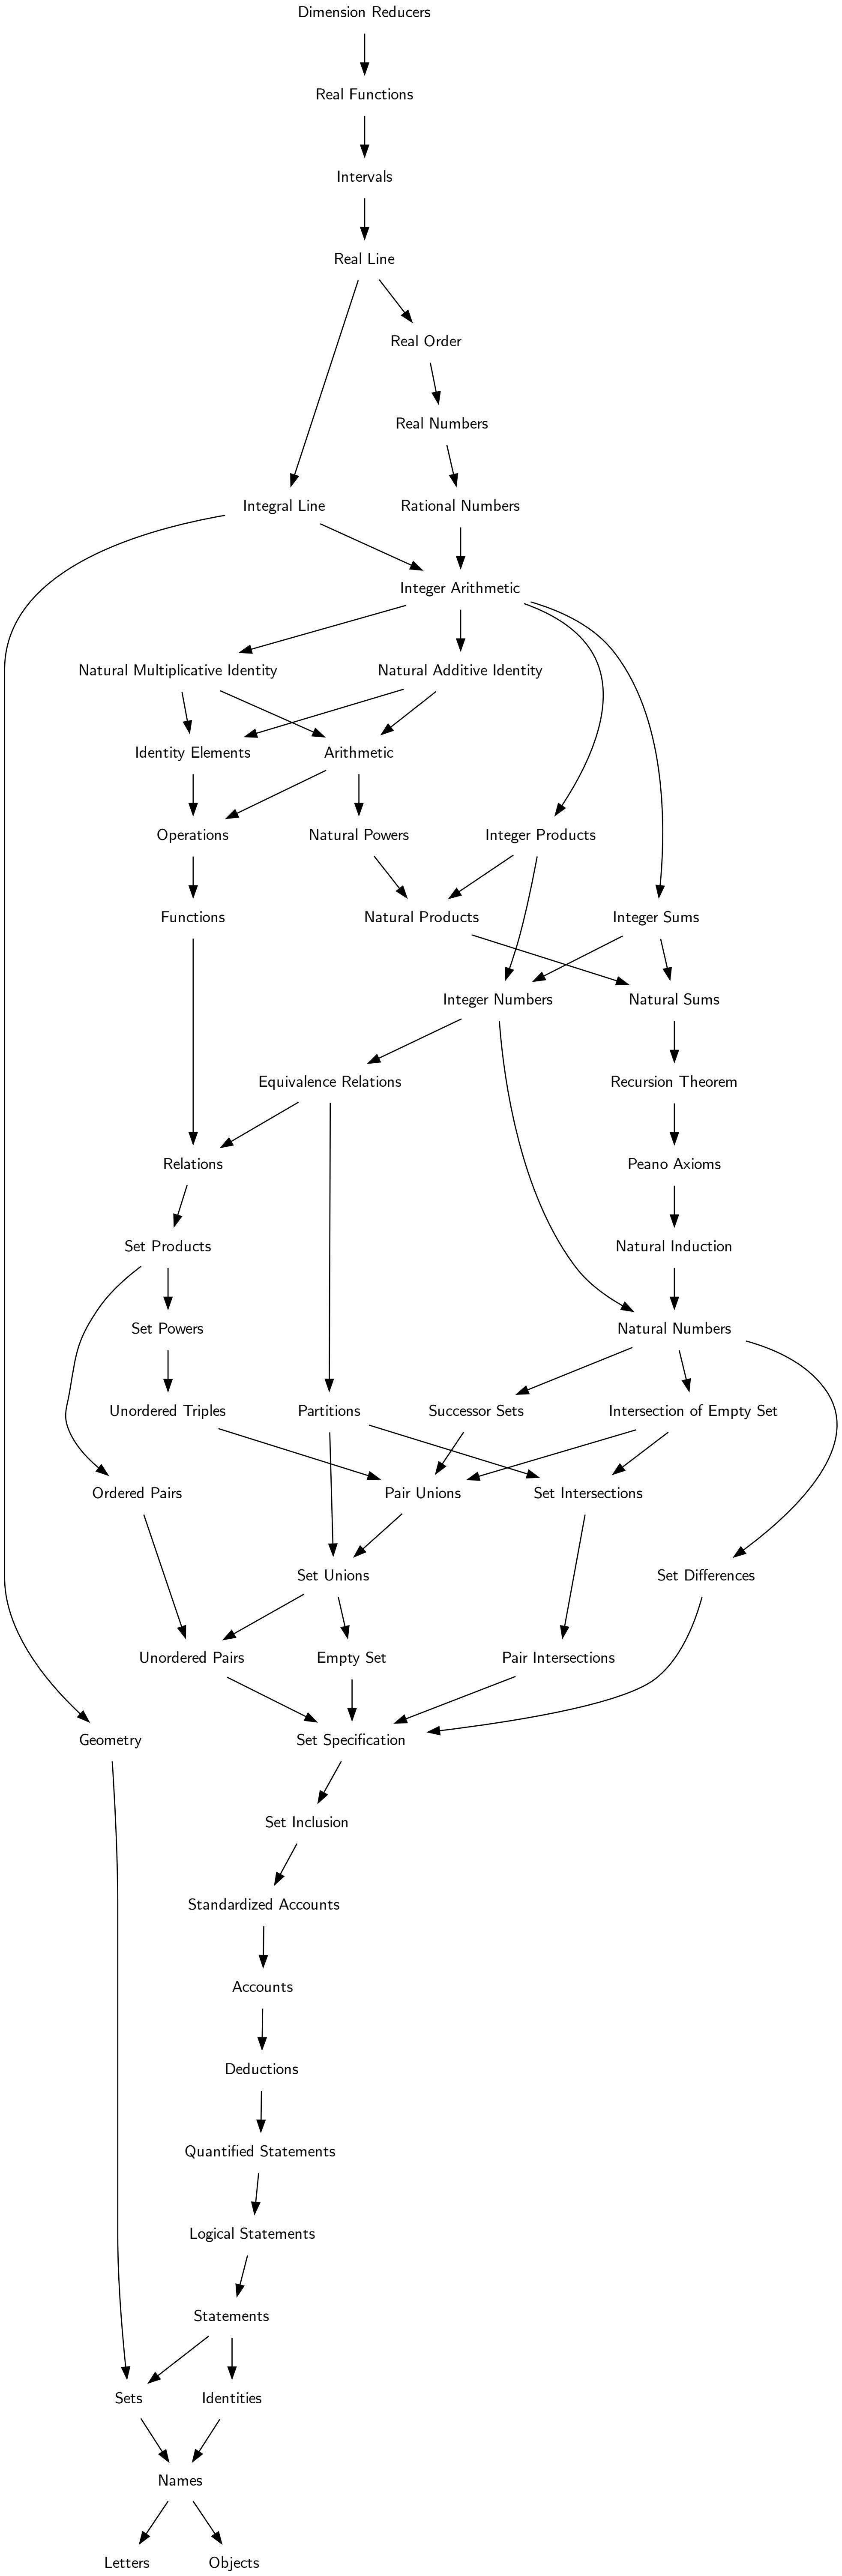 Dimension Reducers
Real Functions
Intervals
Real Line
Real Order
Real Numbers
Integral Line
Rational Numbers
Integer Arithmetic
Natural Multiplicative Identity
Natural Additive Identity
Identity Elements
Arithmetic
Operations
Natural Powers
Integer Products
Functions
Natural Products
Integer Sums
Integer Numbers
Natural Sums
Equivalence Relations
Recursion Theorem
Relations
Peano Axioms
Set Products
Natural Induction
Set Powers
Natural Numbers
Unordered Triples
Partitions
Successor Sets
Intersection of Empty Set
Ordered Pairs
Pair Unions
Set Intersections
Set Unions
Set Differences
Unordered Pairs
Empty Set
Pair Intersections
Geometry
Set Specification
Set Inclusion
Standardized Accounts
Accounts
Deductions
Quantified Statements
Logical Statements
Statements
Sets
Identities
Names
Letters
Objects